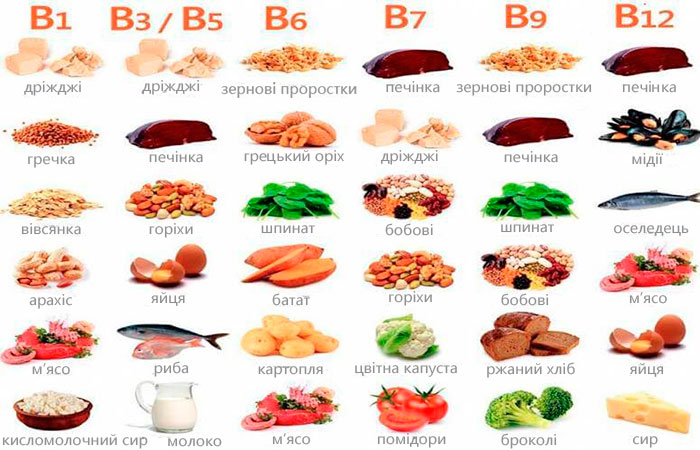 B1 B3 / B5 B6 B7 B9 B12
дріжджі дріжджі зернові проростки печінка зернові проростки печінка
гречка печінка грецький оріх дріжджі печінка мідії
вівсянка горіхи шпинат бобові шпинат оселедець
арахіс яйця батат горіхи бобові м'ясо
м'ясо риба картопля цвітна капуста ржаний хліб яйця
кисломолочний сир молоко м'ясо помідори броколі сир